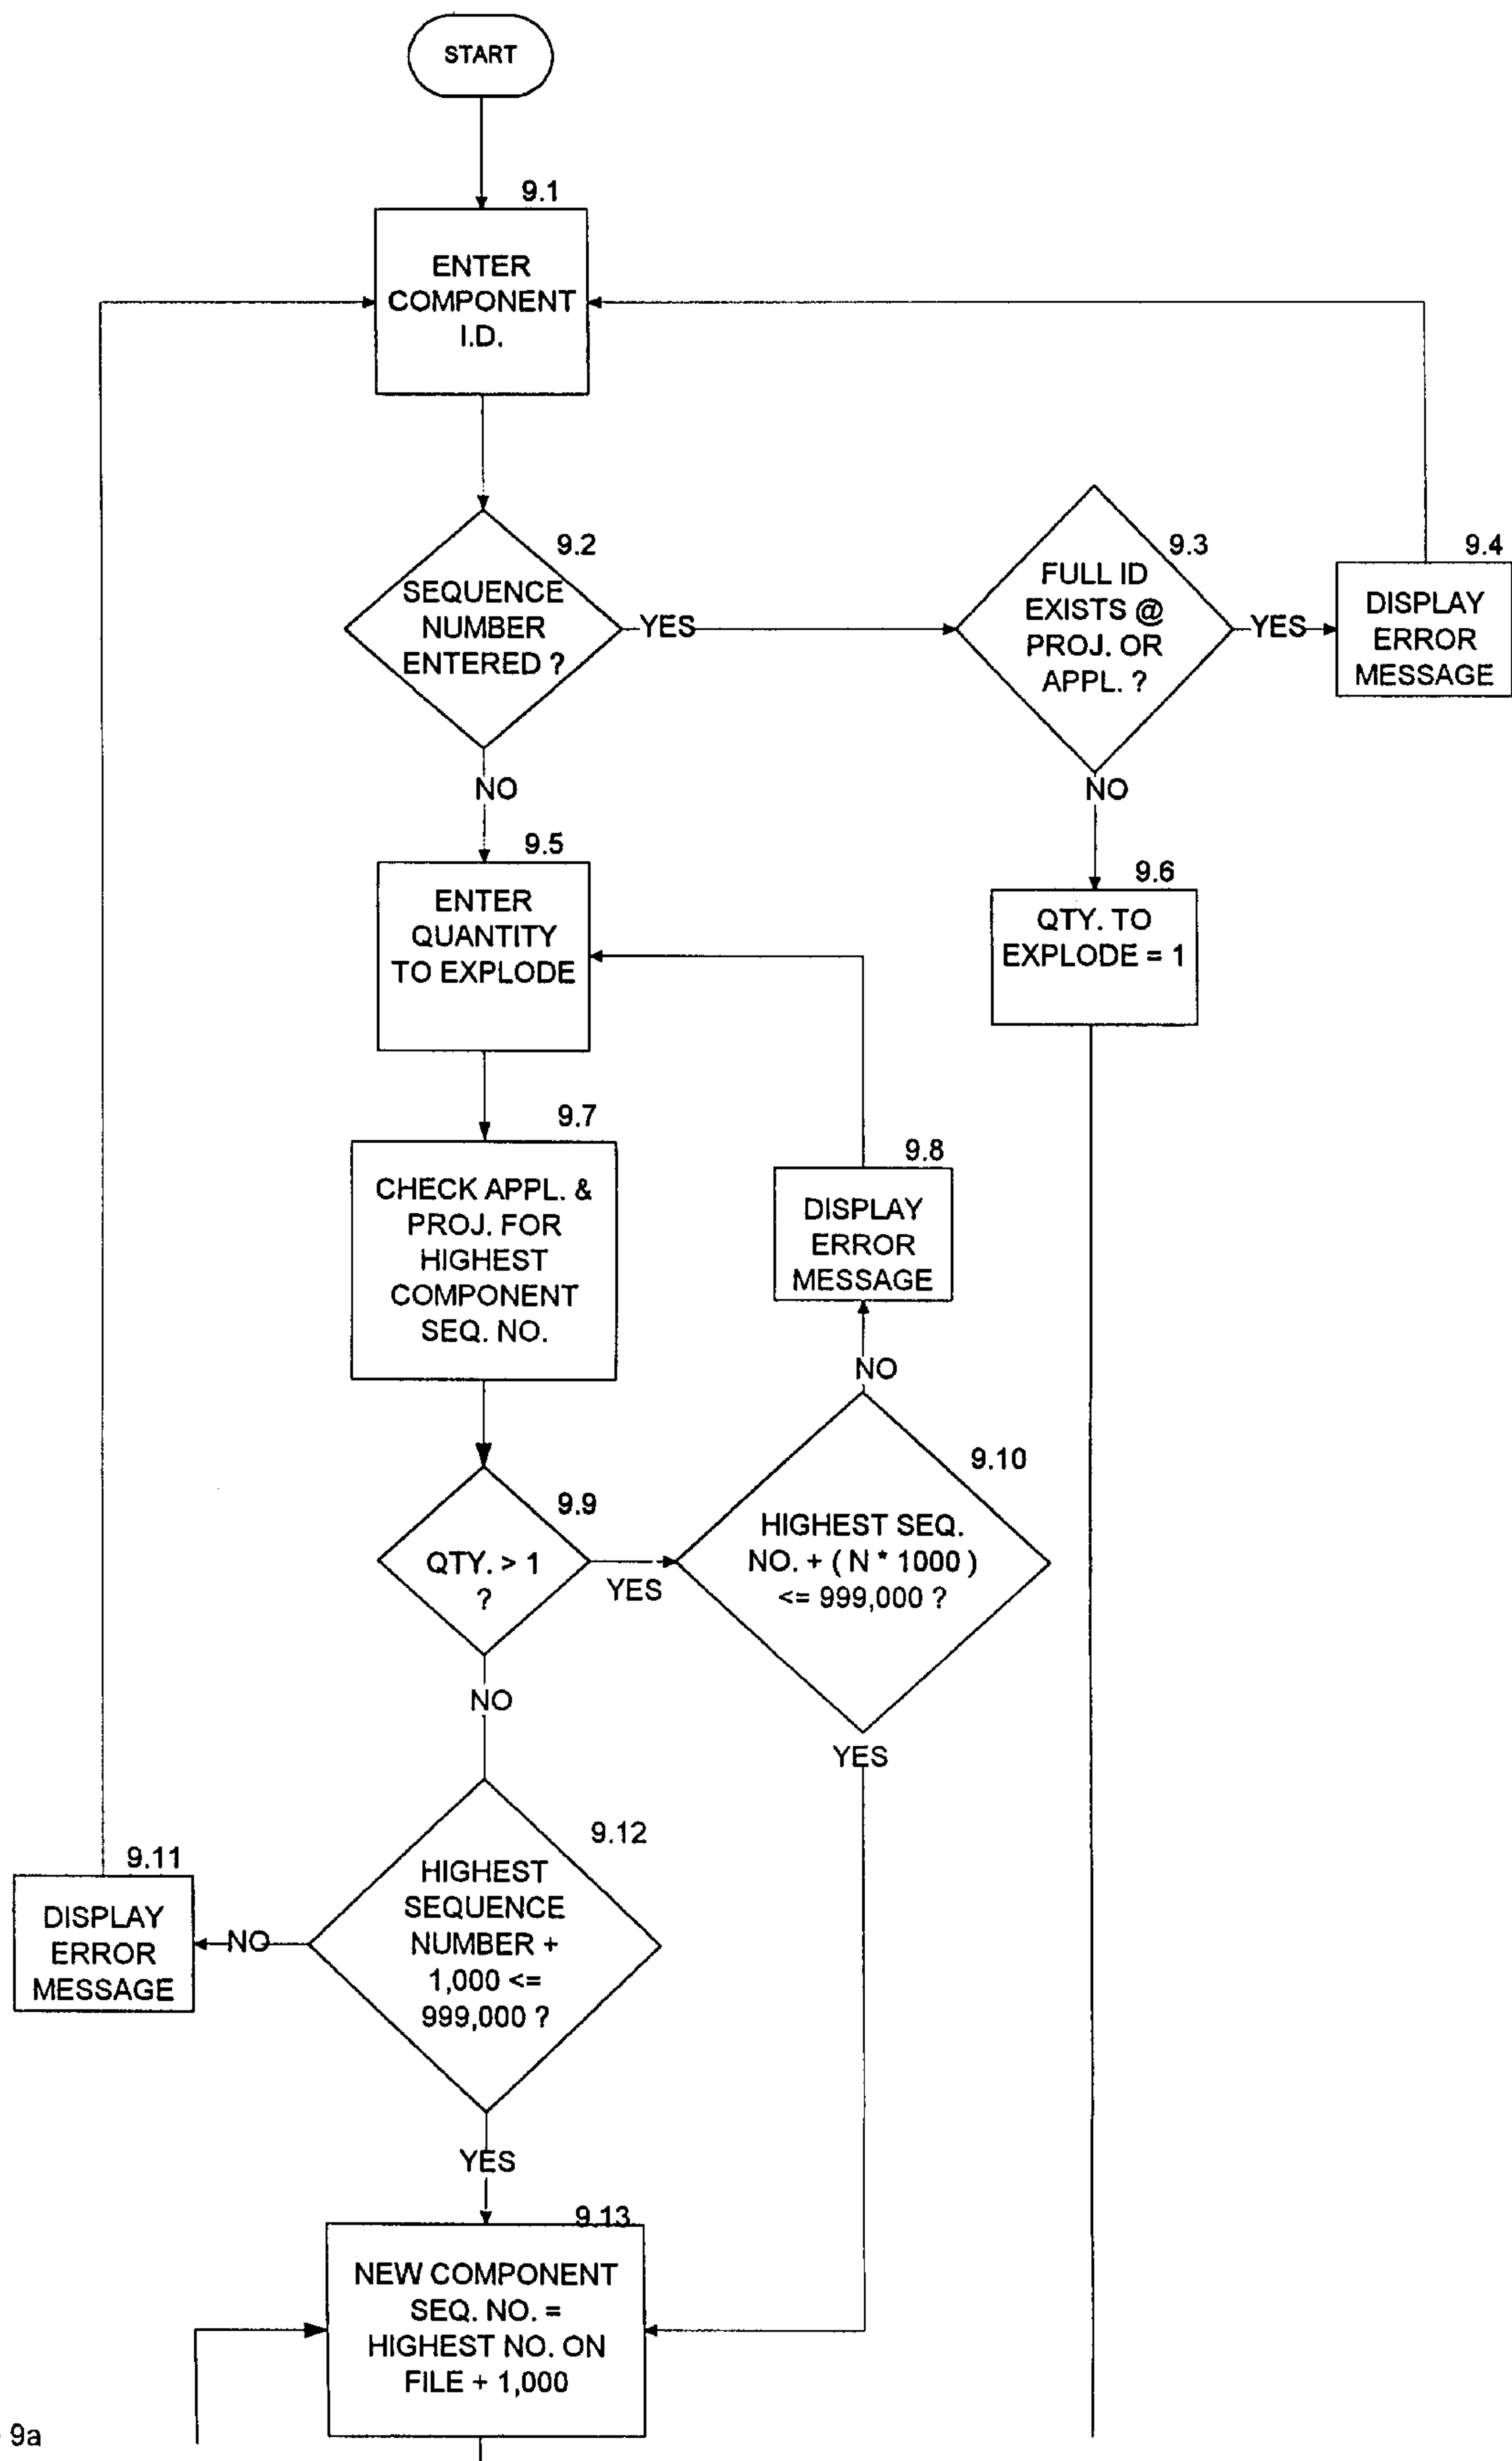 START
9.1
ENTER
COMPONENT
I.D.
9.2
SEQUENCE
NUMBER
ENTERED ?
YES
9.3
FULL ID
EXISTS @
PROJ. OR
APPL. ?
YES
9.4
DISPLAY
ERROR
MESSAGE
NO
NO
9.5
ENTER
QUANTITY
TO EXPLODE
9.6
QTY. TO
EXPLODE = 1
9.7
CHECK APPL. &
PROJ. FOR
HIGHEST
COMPONENT
SEQ. NO.
9.8
DISPLAY
ERROR
MESSAGE
NO
9.9
QTY. > 1
?
YES
9.10
HIGHEST SEQ.
NO. + ( N * 1000 )
<= 999,000 ?
NO
YES
9.11
DISPLAY
ERROR
MESSAGE
NO
9.12
HIGHEST
SEQUENCE
NUMBER +
1,000 <=
999,000 ?
YES
9.13
NEW COMPONENT
SEQ. NO. =
HIGHEST NO. ON
FILE + 1,000
9a